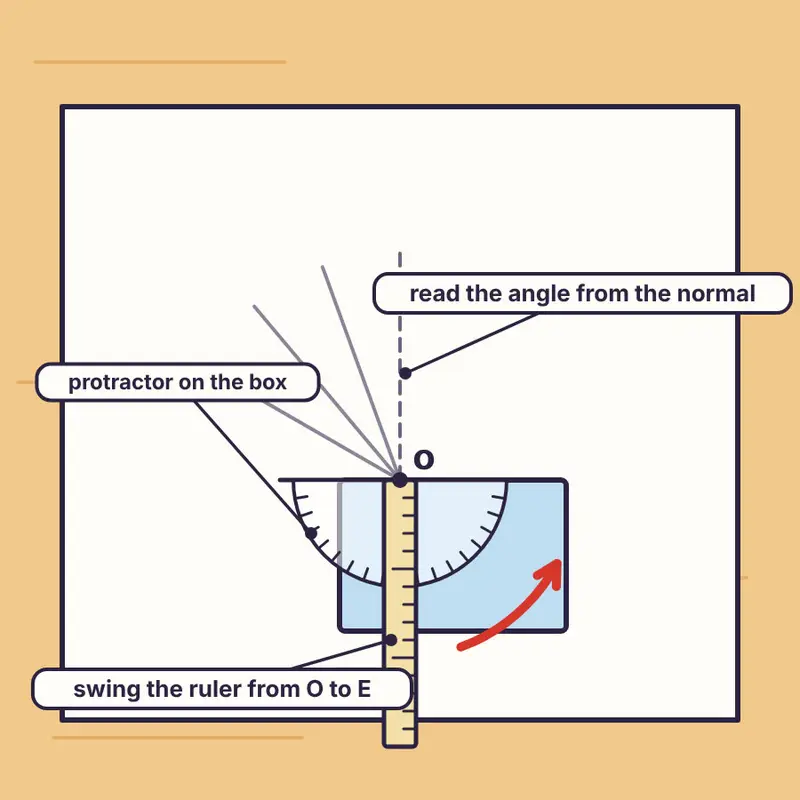 read the angle from the normal
protractor on the box
O
swing the ruler from O to E